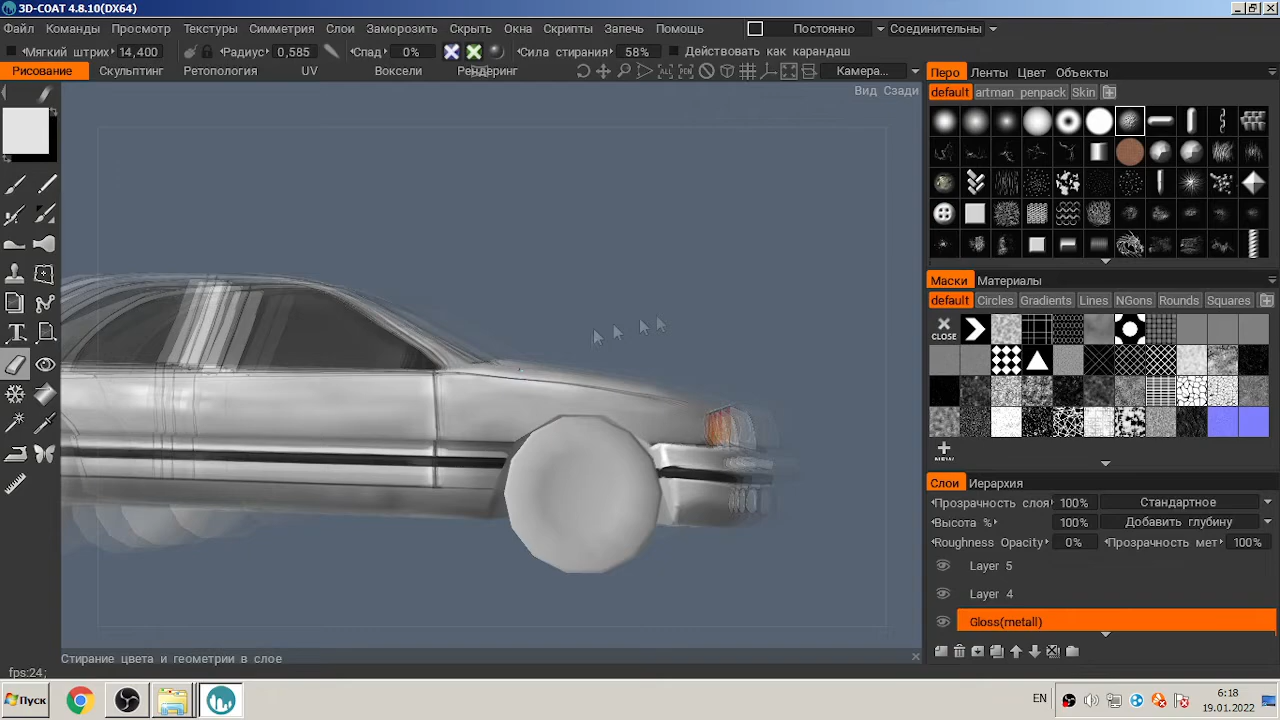 3D-COAT 4.8.10(DX64)
Файл Команды Просмотр Текстуры Симметрия Слои Заморозить Скрыть Окна Скрипты Запечь Помощь Постоянно Соединительны
Мягкий штрих 14,400 Радиус 0,585 Спад 0% Сила стирания 58% Действовать как карандаш
Рисование Скульптинг Ретопология UV Воксели Рендеринг ALL PEN Камера...
Перо Ленты Цвет Объекты
default artman penpack Skin
Вид Сзади
Маски Материалы
default Circles Gradients Lines NGons Rounds Squares
CLOSE
NEW
Слои Иерархия
Прозрачность слоя 100% Стандартное
Высота % 100% Добавить глубину
Roughness Opacity 0% Прозрачность мет 100%
Layer 5
Layer 4
Gloss(metall)
Стирание цвета и геометрии в слое
fps:24;
Пуск EN 6:18
19.01.2022